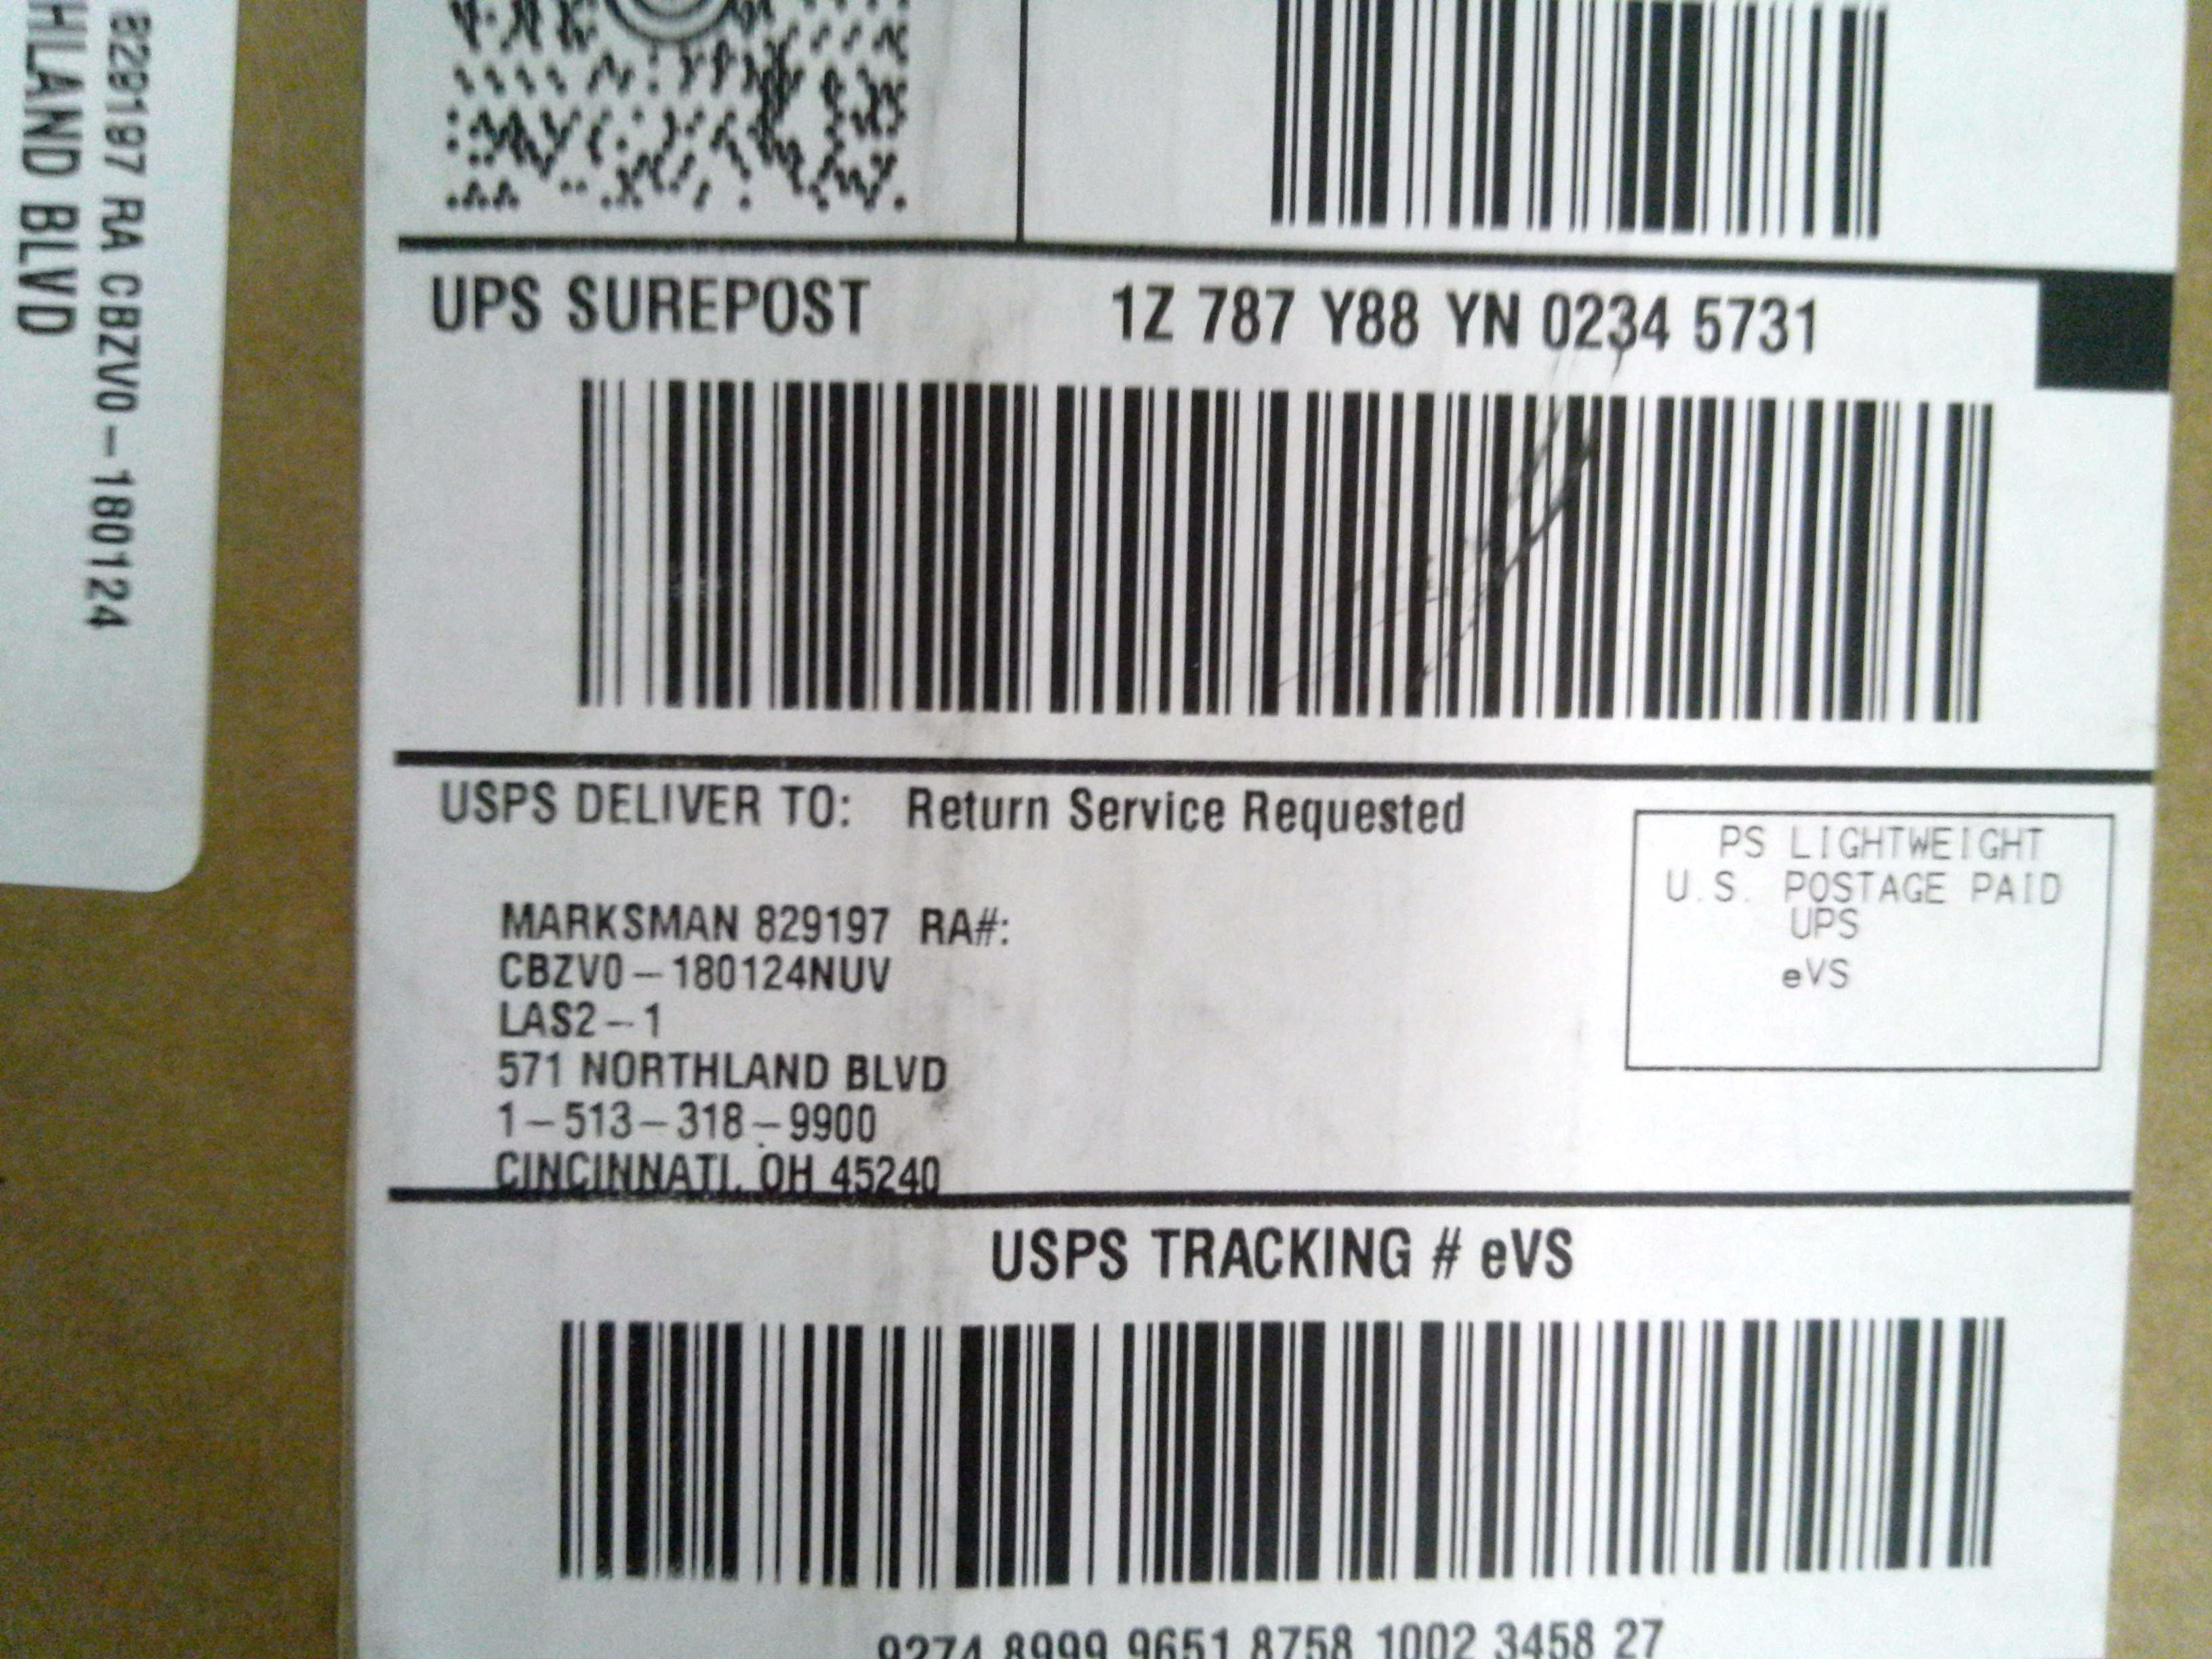 829197 RA CBZV0-180124
HLAND BLVD
UPS SUREPOST 1Z 787 Y88 YN 0234 5731
USPS DELIVER TO: Return Service Requested
PS LIGHTWEIGHT
U.S. POSTAGE PAID
UPS
eVS
MARKSMAN 829197 RA#:
CBZV0-180124NUV
LAS2-1
571 NORTHLAND BLVD
1-513-318-9900
CINCINNATI, OH 45240
USPS TRACKING # eVS
9274 8999 9651 8758 1002 3458 27